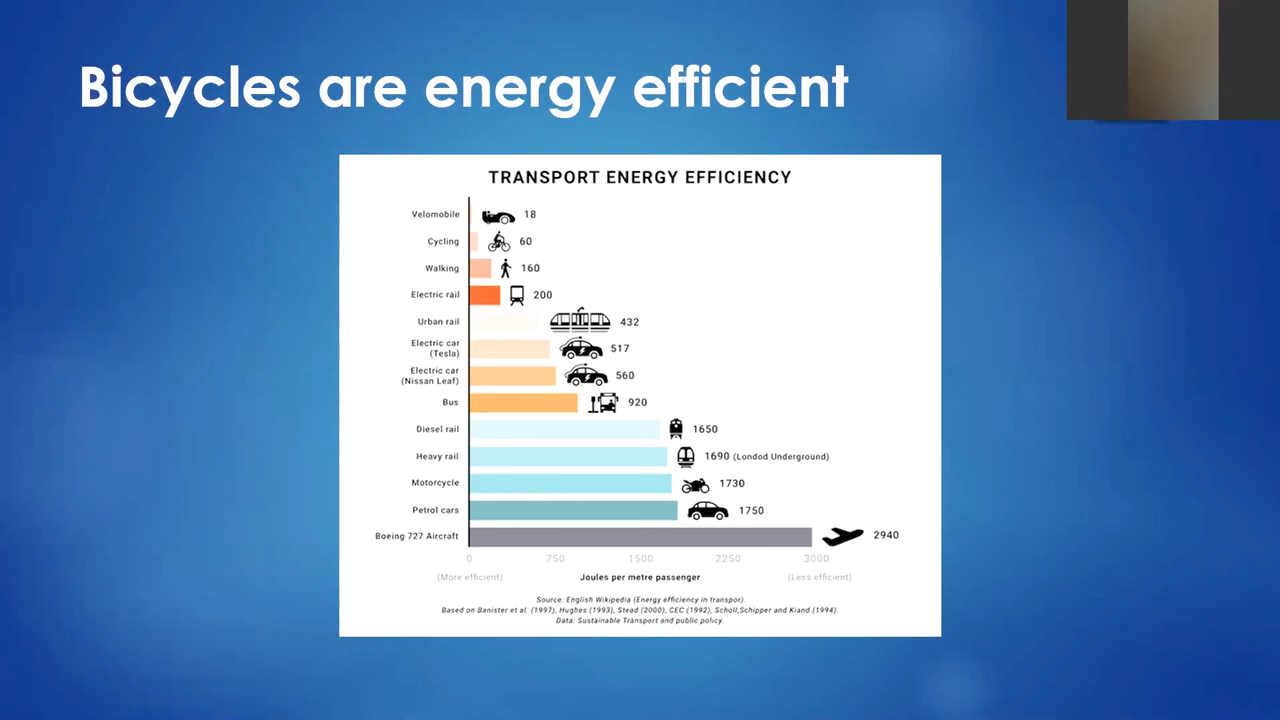 Bicycles are energy efficient
TRANSPORT ENERGY EFFICIENCY
Velomobile 18
Cycling 60
Walking 160
Electric rail 200
Urban rail 432
Electric car
(Tesla) 517
Electric car
(Nissan Leaf) 560
Bus 920
Diesel rail 1650
Heavy rail 1690 (Londod Underground)
Motorcycle 1730
Petrol cars 1750
Boeing 727 Aircraft 2940
0 750 1500 2250 3000
(More efficient) Joules per metre passenger (Less efficient)
Source: English Wikipedia (Energy efficiency in transpor).
Based on Banister et al. (1997), Hughes (1993), Stead (2000), CEC (1992), Scholl,Schipper and Kiand (1994).
Data: Sustainable Transport and public policy.